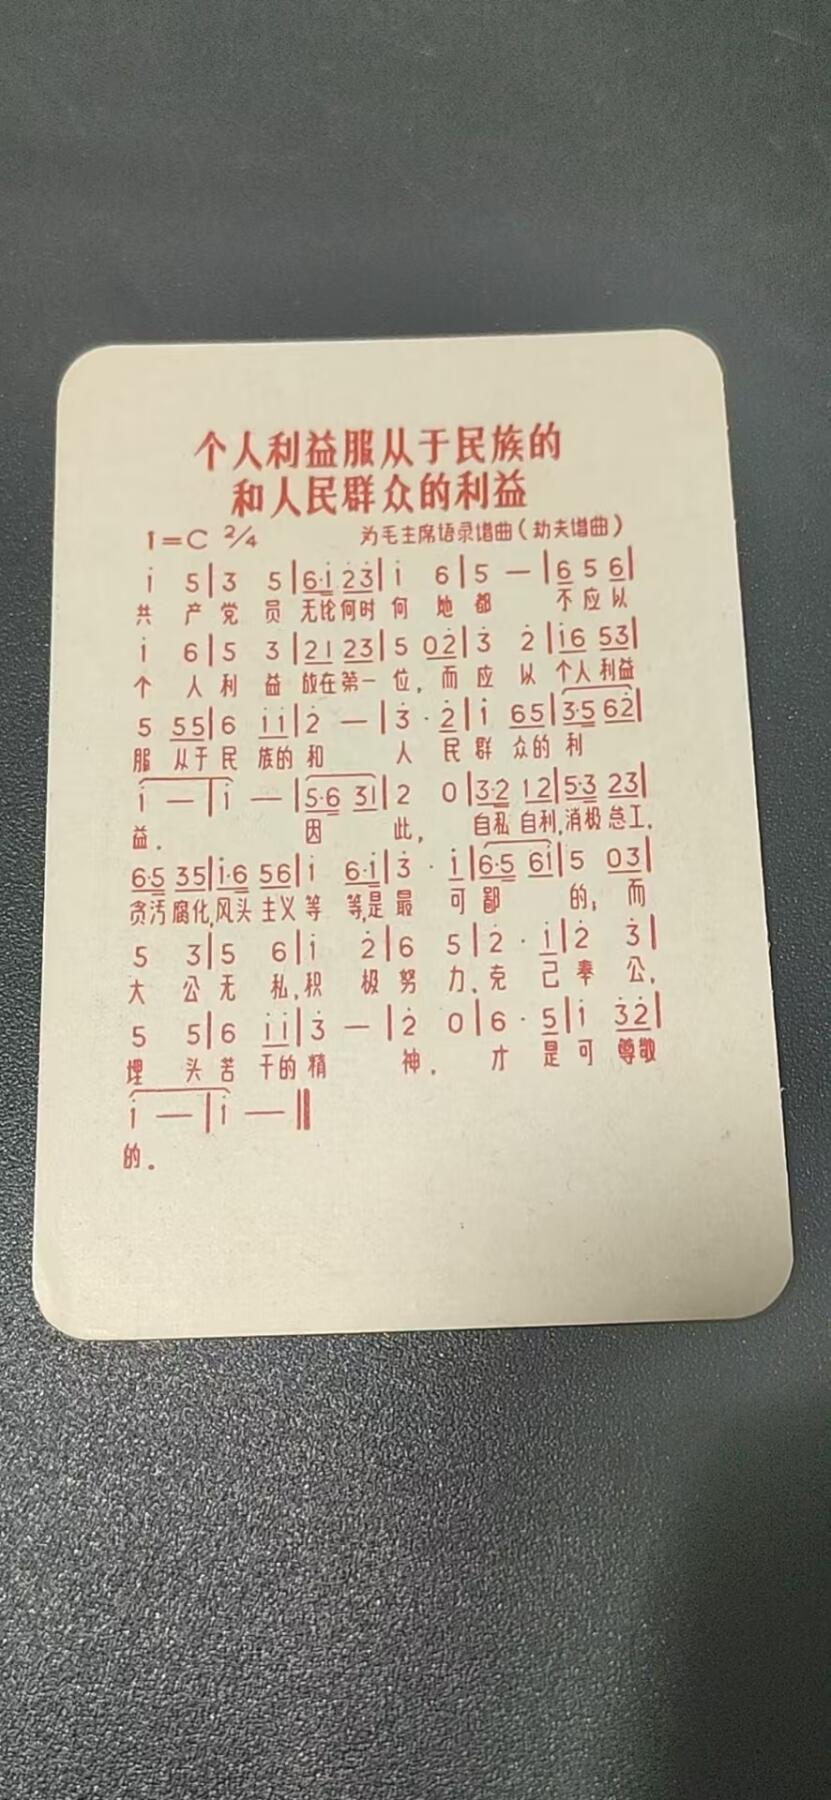 个人利益服从于民族的
和人民群众的利益
1=C 2/4 为毛主席语录谱曲(劫夫谱曲)
i 5|3 5|6·i 2̇3̇|i 6|5 —|6 5 6|
共 产 党 员 无论何时 何 地 都 不 应 以
i 6|5 3|21 23|5 02̇|3̇ 2̇|i6 53|
个 人 利 益 放在第一 位, 而 应 以 个人 利益
5 55|6 ii|2̇ —|3̇·2̇|i 65|3·5 62̇|
服 从于 民 族的 和 人 民 群 众的 利
i —|i —|5·6 3i|2 0|3·2 12|5·3 23|
益. 因 此, 自私 自利,消极 怠工,
6·5 35|i·6 56|i 6·i|3̇·i|6·5 6i|5 03|
贪污 腐化,风头 主义 等 等,是 最 可 鄙 的; 而
5 3|5 6|i 2̇|6 5|2̇·i|2̇ 3̇|
大 公 无 私,积 极 努 力,克 己 奉 公,
5 5|6 ii|3̇ —|2̇ 0|6·5|i 3̇2̇|
埋 头 苦 干的 精 神, 才 是 可 尊敬
i —|i —‖
的.